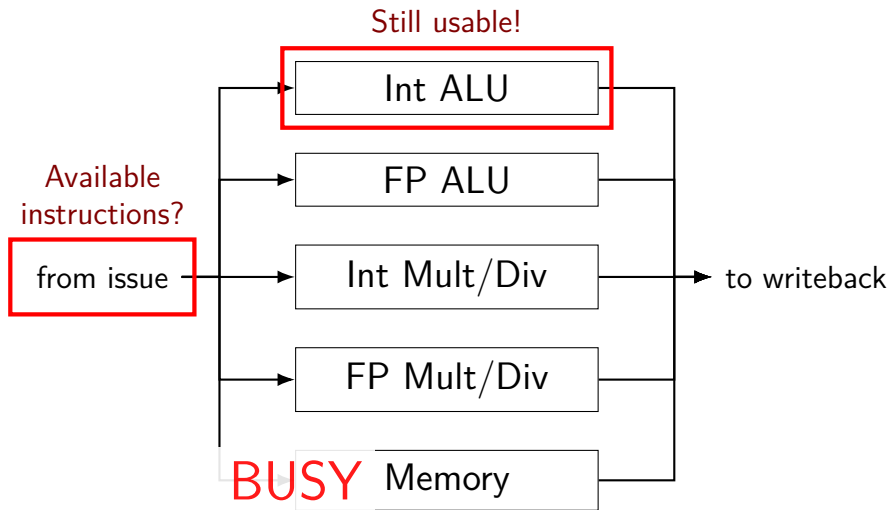 Still usable!
Int ALU
Available
instructions?
FP ALU
from issue
Int Mult/Div
to writeback
FP Mult/Div
BUSY
Memory